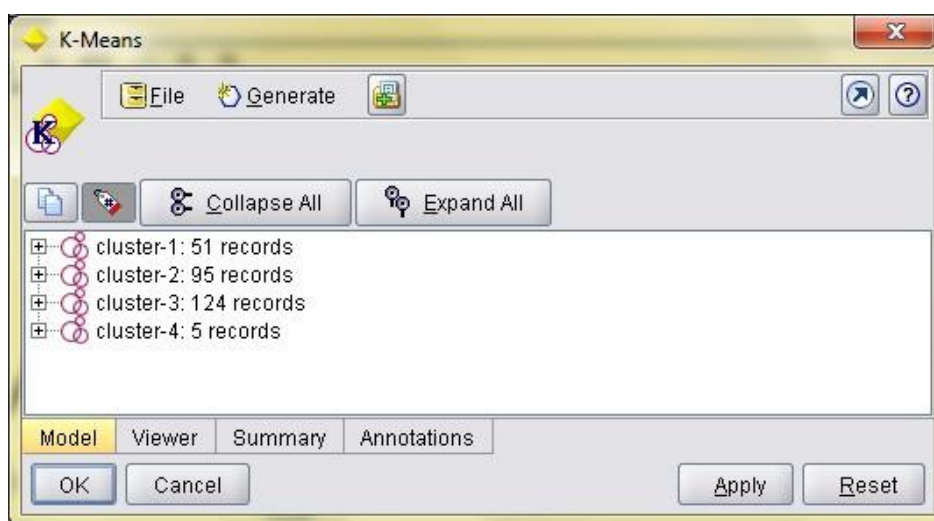 K-Means
File Generate
K
Collapse All Expand All
cluster-1: 51 records
cluster-2: 95 records
cluster-3: 124 records
cluster-4: 5 records
Model Viewer Summary Annotations
OK Cancel Apply Reset